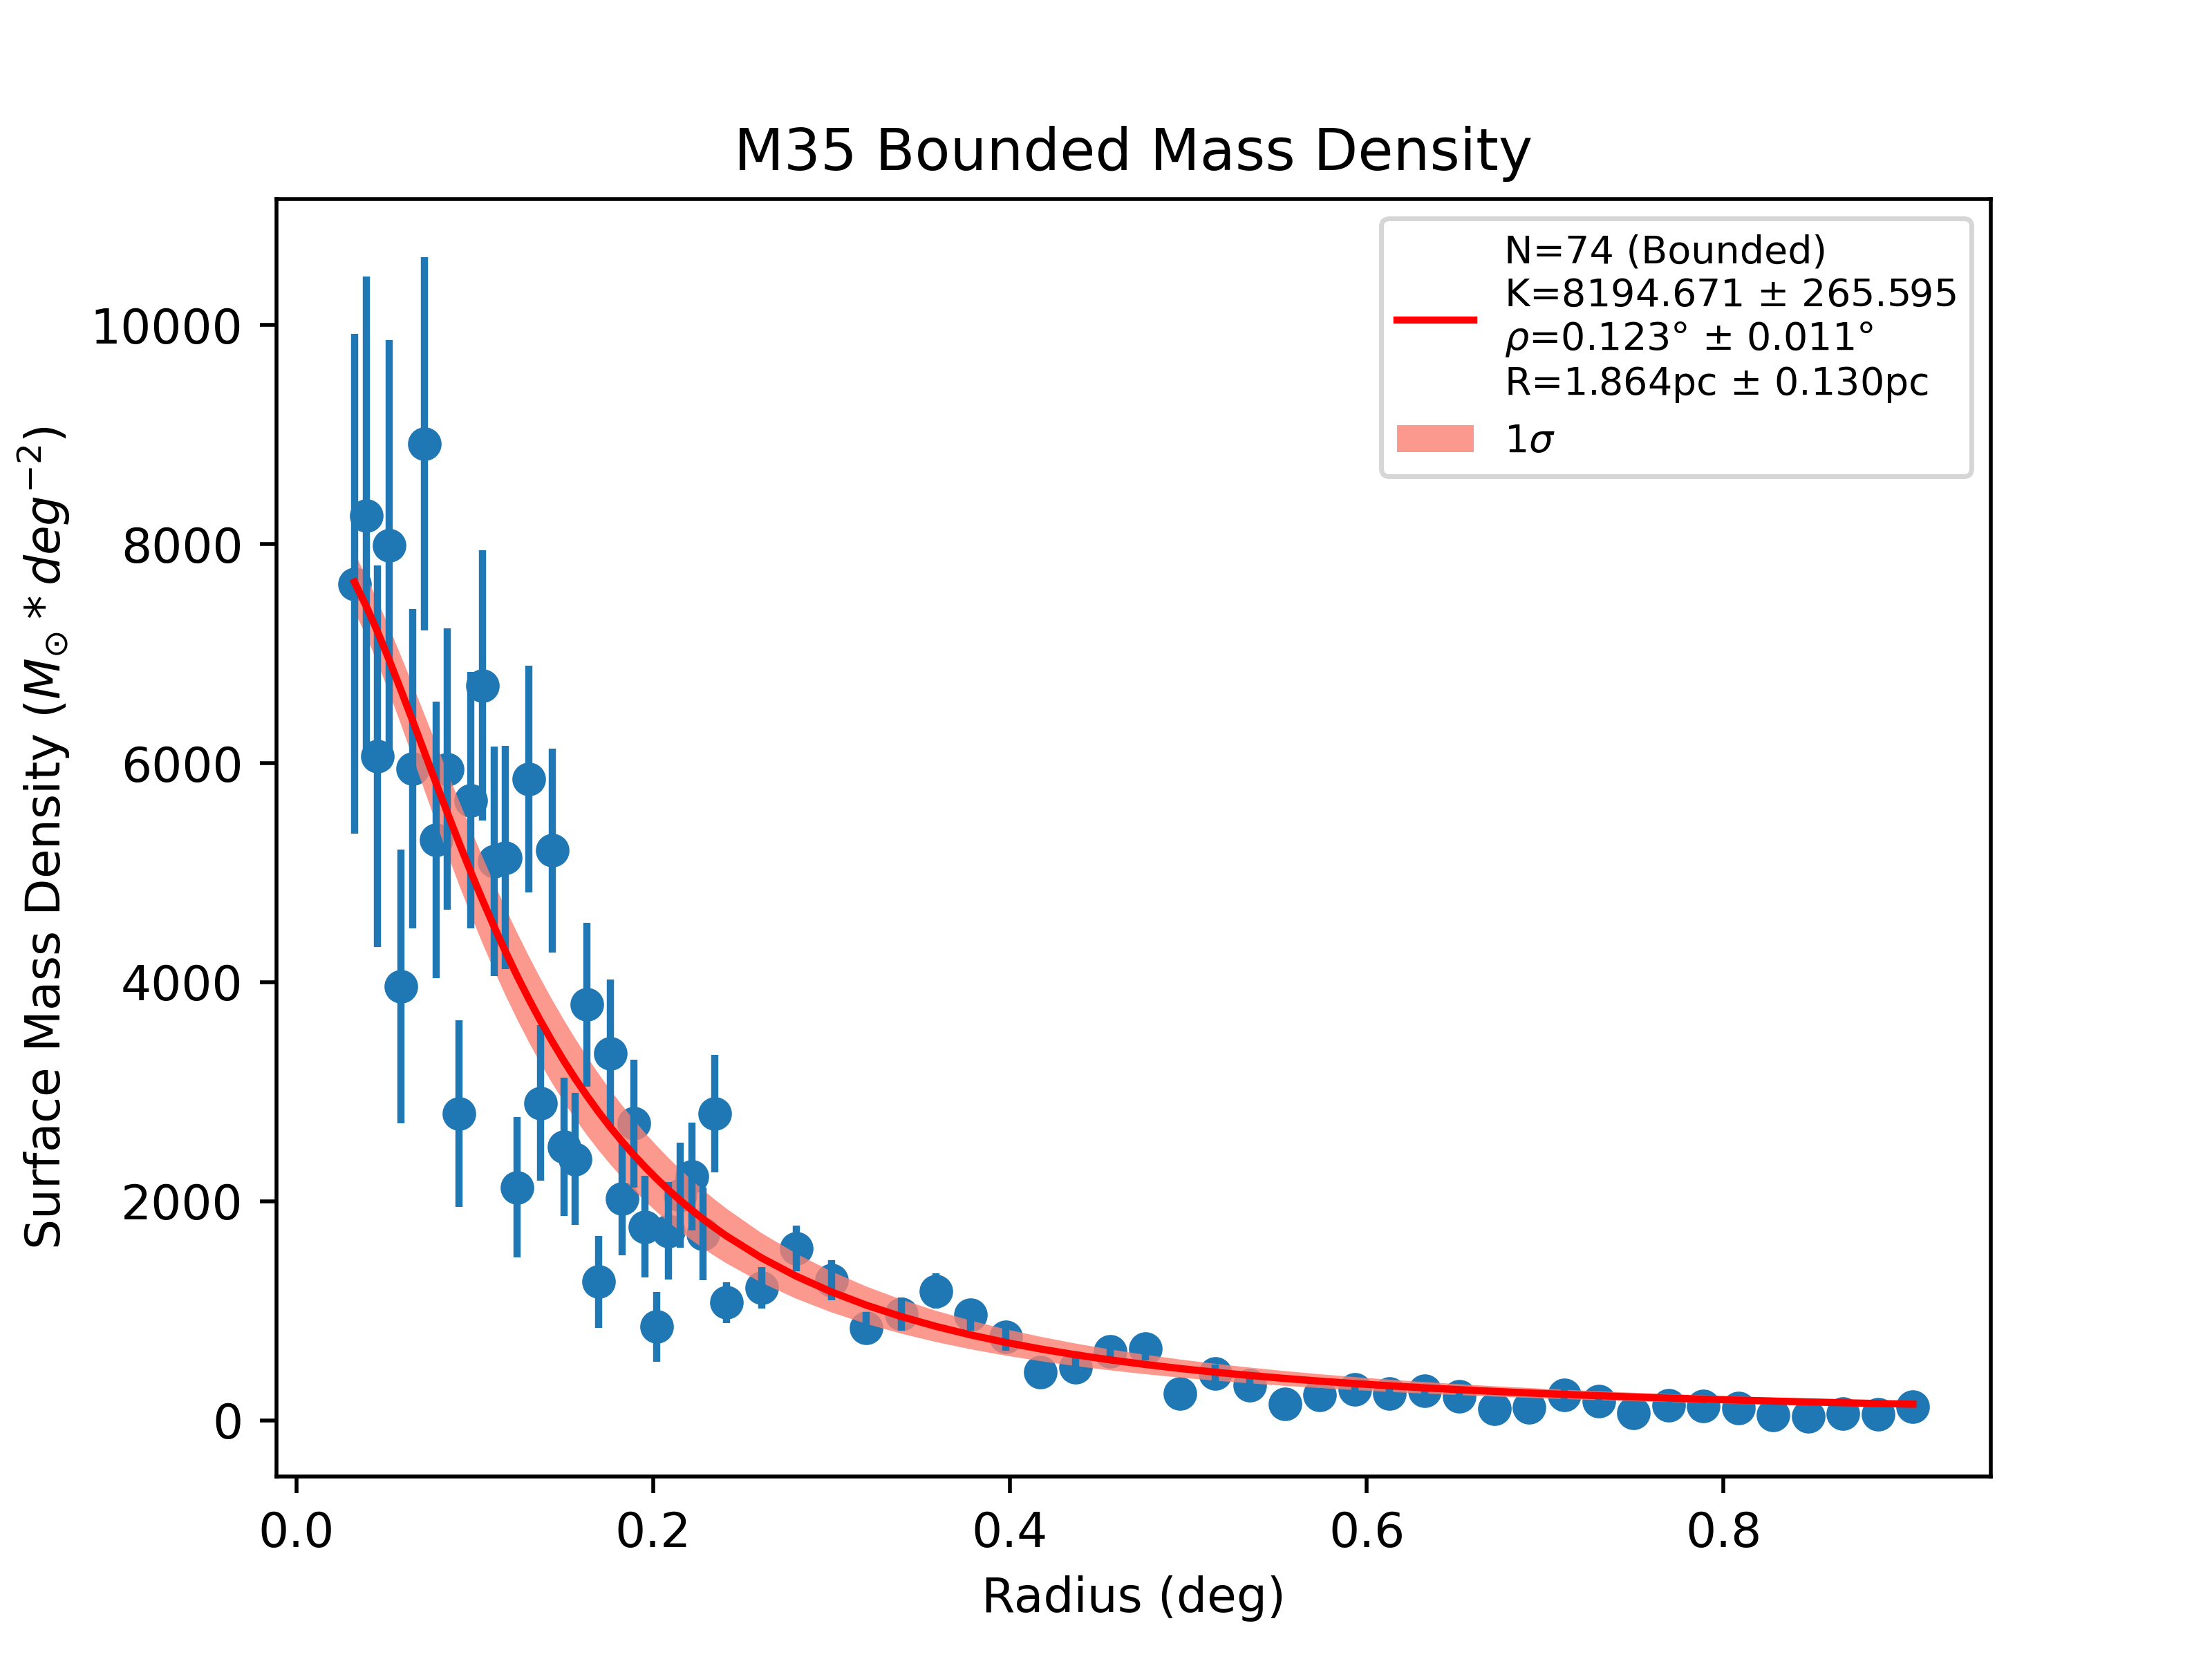 M35 Bounded Mass Density
N=74 (Bounded)
K=8194.671 ± 265.595
ρ=0.123° ± 0.011°
R=1.864pc ± 0.130pc
1σ
Surface Mass Density (M⊙ * deg⁻²)
10000
8000
6000
4000
2000
0
0.0 0.2 0.4 0.6 0.8
Radius (deg)